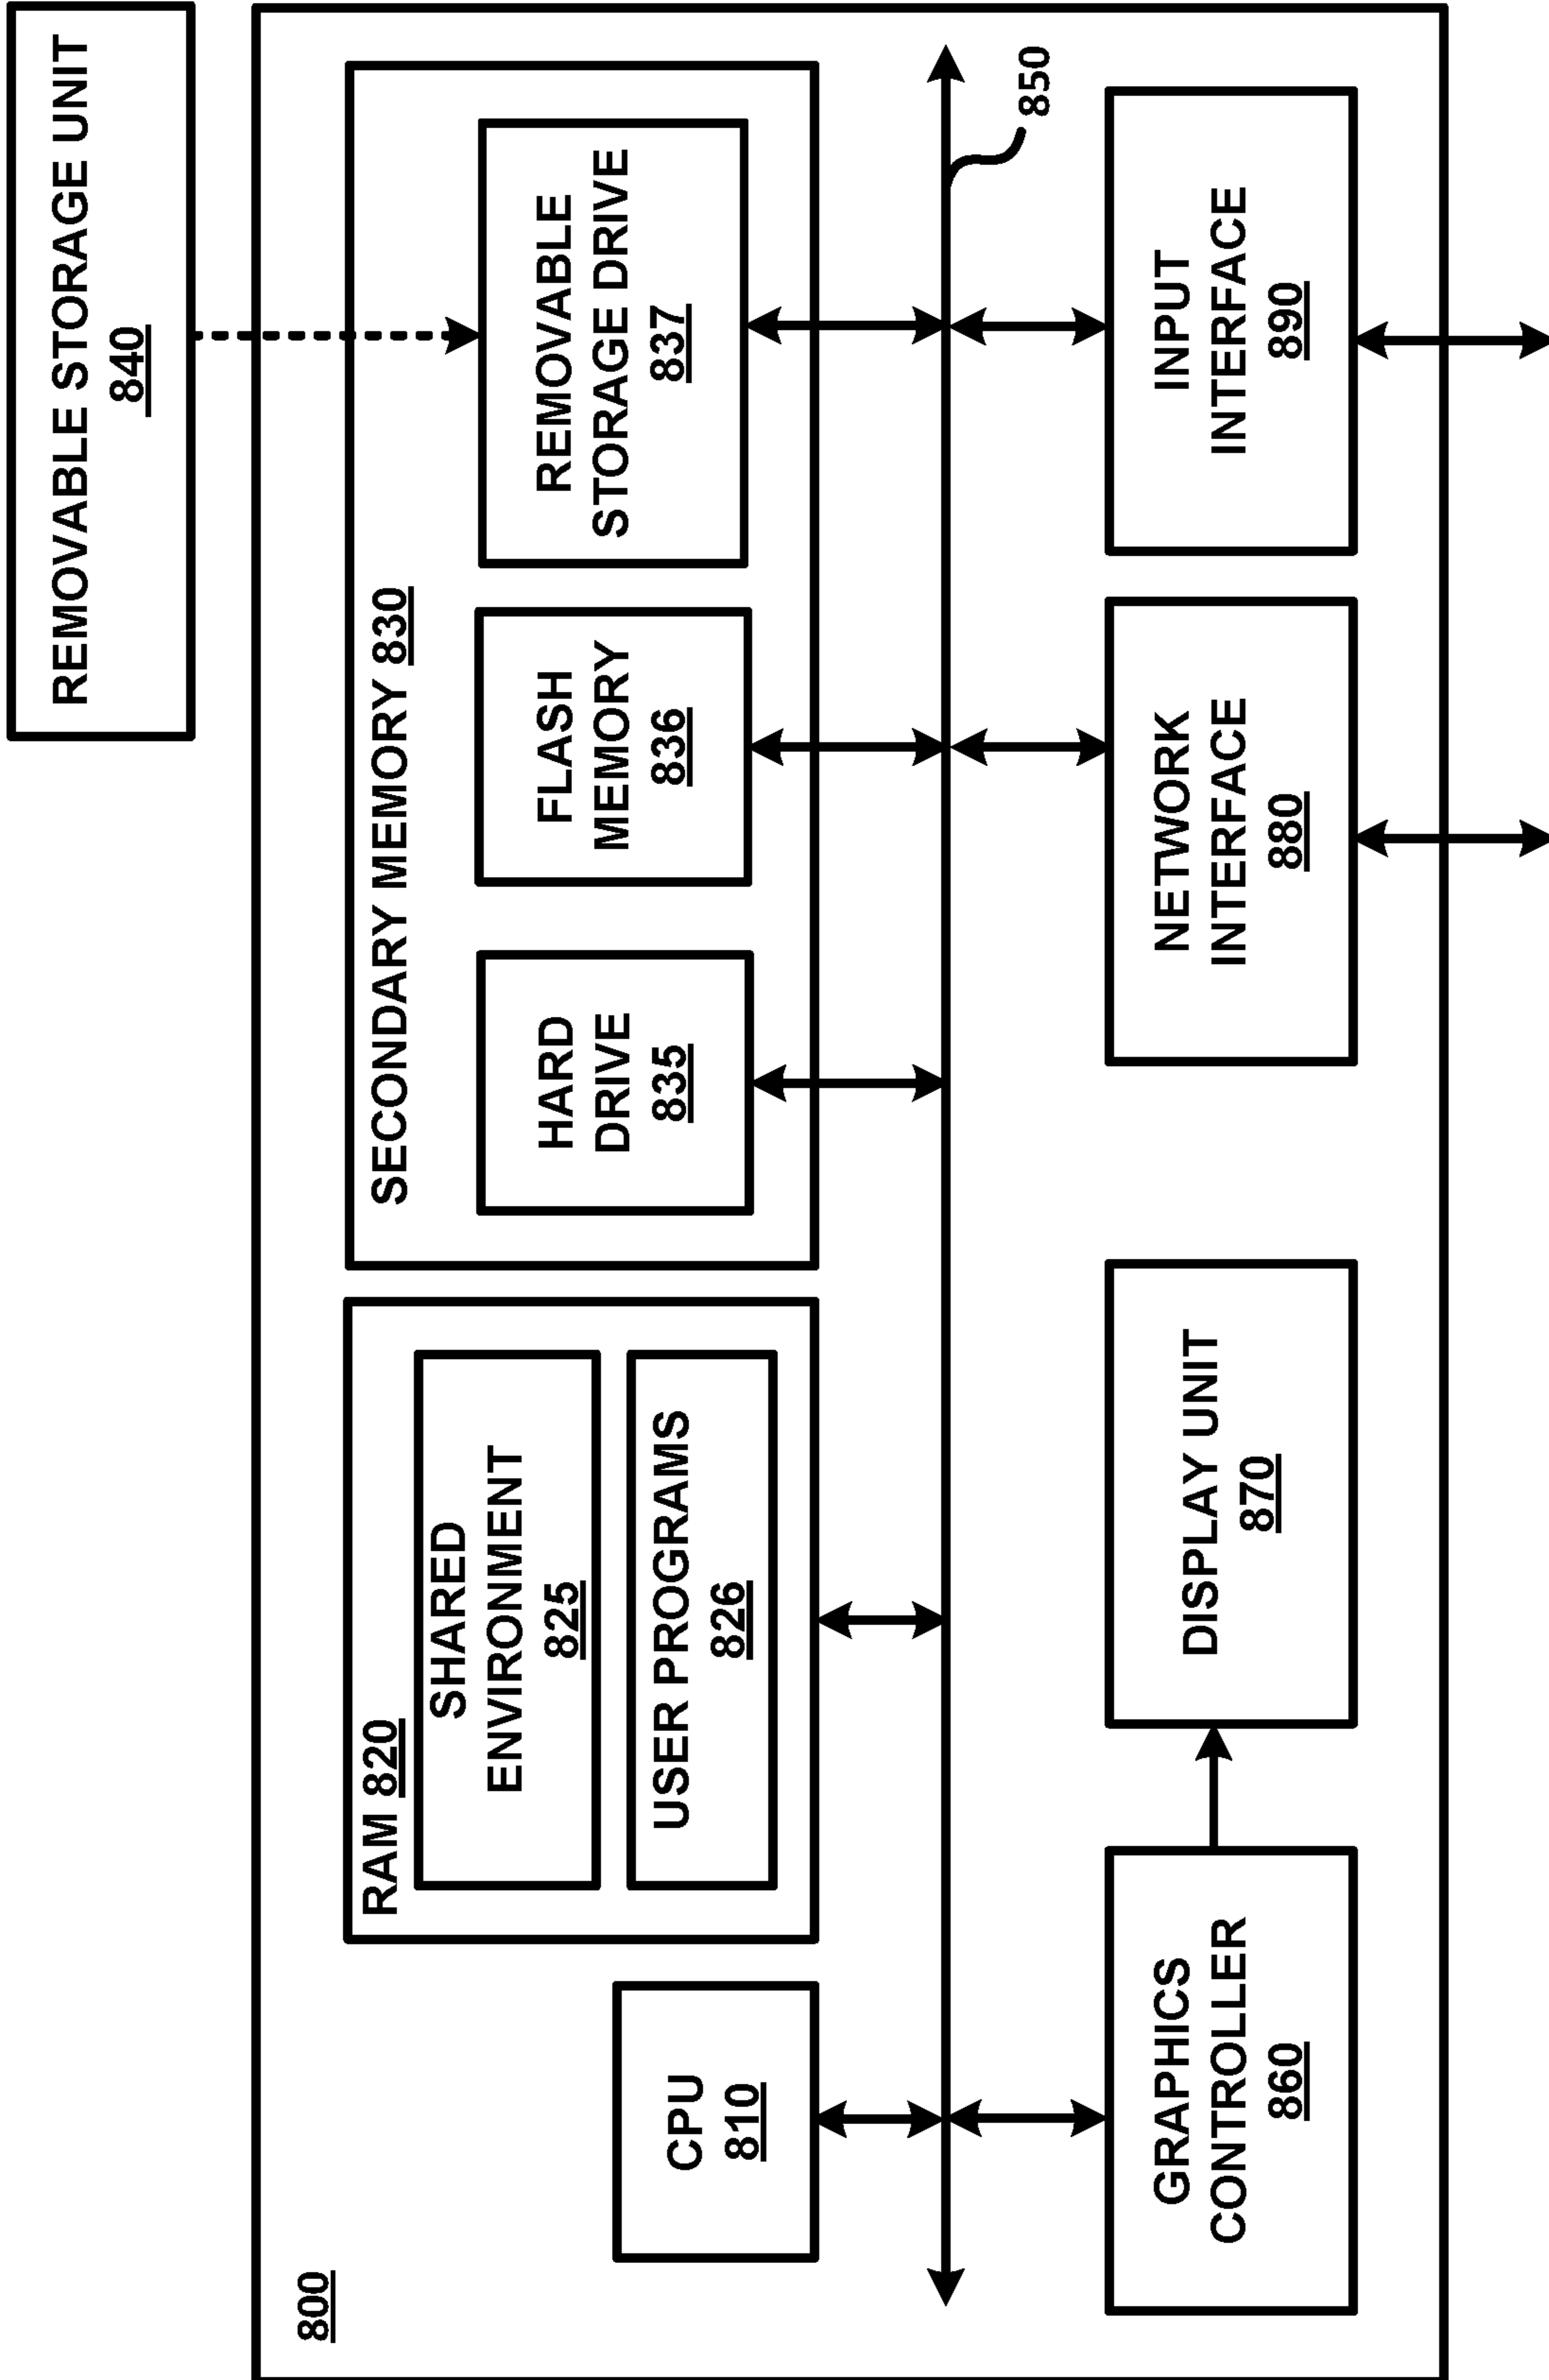 REMOVABLE STORAGE UNIT
840
800
RAM 820
SHARED
ENVIRONMENT
825
USER PROGRAMS
826
SECONDARY MEMORY 830
HARD
DRIVE
835
FLASH
MEMORY
836
REMOVABLE
STORAGE DRIVE
837
CPU
810
850
GRAPHICS
CONTROLLER
860
DISPLAY UNIT
870
NETWORK
INTERFACE
880
INPUT
INTERFACE
890